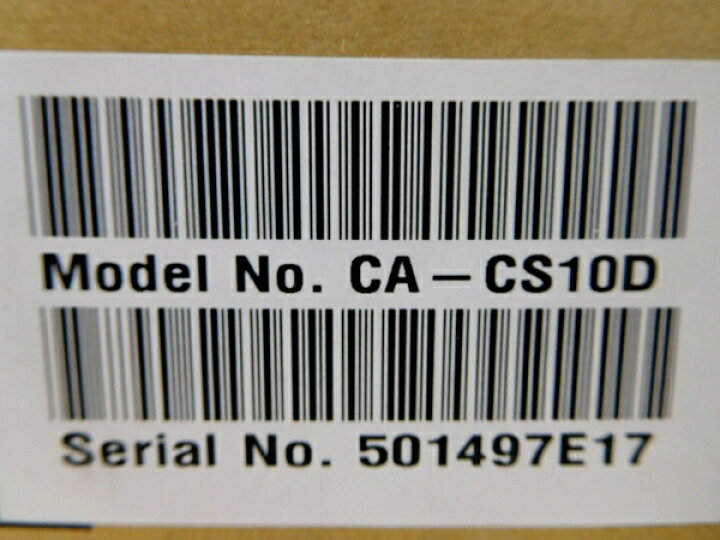 Model No. CA-CS10D
Serial No. 501497E17